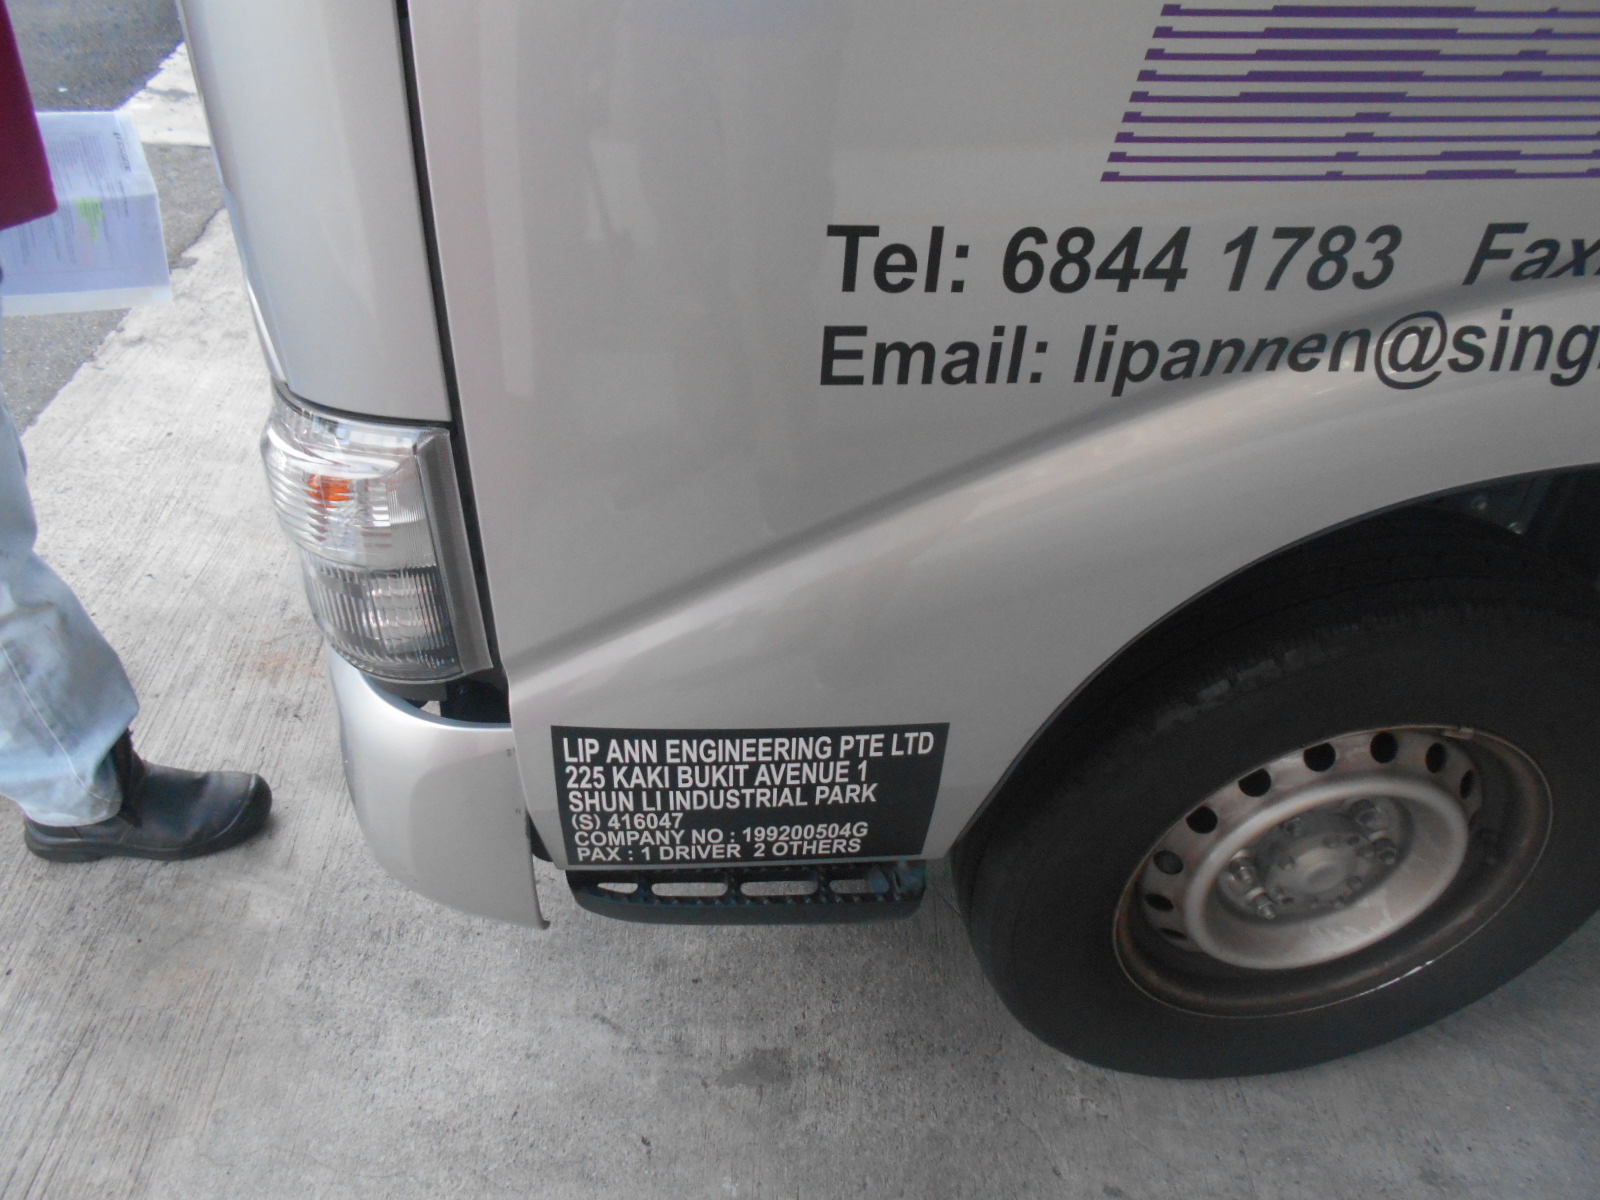 Tel: 6844 1783 Fax
Email: lipannen@sing
LIP ANN ENGINEERING PTE LTD
225 KAKI BUKIT AVENUE 1
SHUN LI INDUSTRIAL PARK
(S) 416047
COMPANY NO : 199200504G
PAX : 1 DRIVER 2 OTHERS